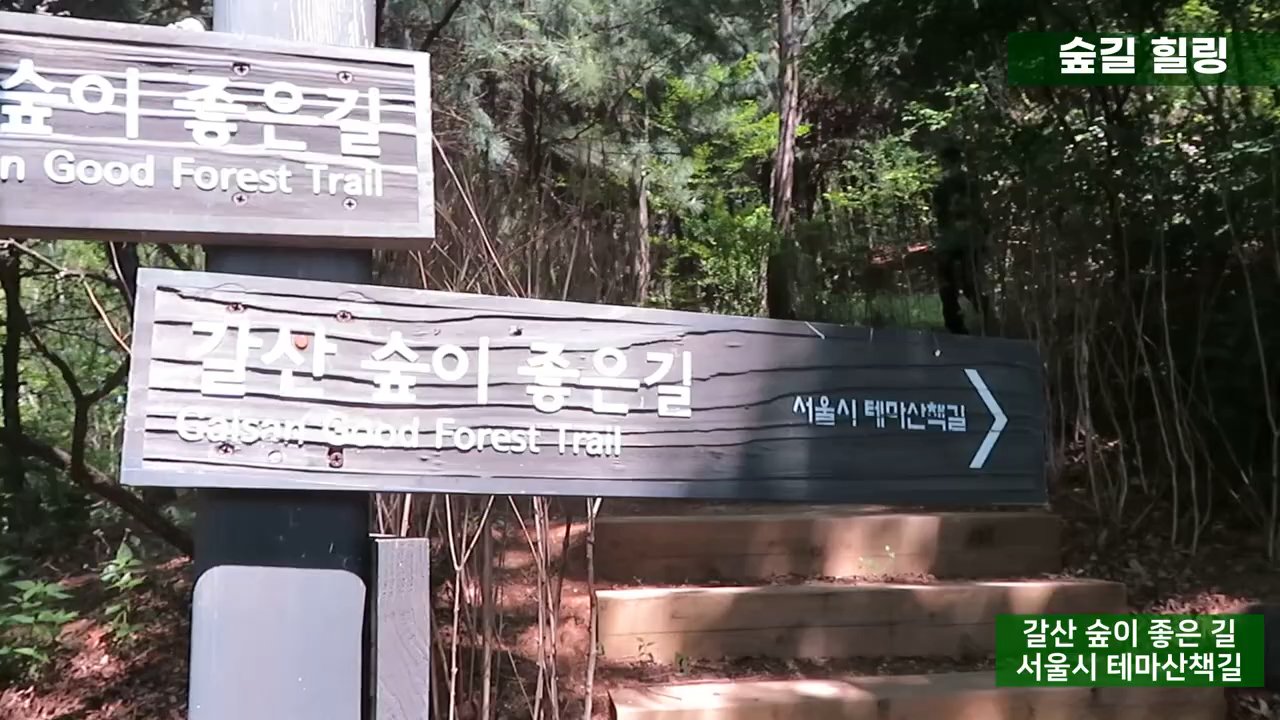 숲길 힐링
숲이 좋은길
n Good Forest Trail
갈산 숲이 좋은길
Galsan Good Forest Trail
서울시 테마산책길
갈산 숲이 좋은 길
서울시 테마산책길